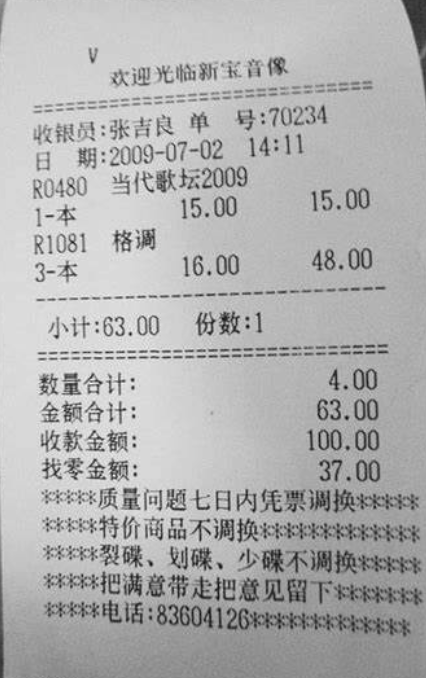 V
欢迎光临新宝音像
================================
收银员:张吉良 单 号:70234
日 期:2009-07-02 14:11
R0480 当代歌坛2009
1-本 15.00 15.00
R1081 格调
3-本 16.00 48.00
--------------------------------
小计:63.00 份数:1
================================
数量合计: 4.00
金额合计: 63.00
收款金额: 100.00
找零金额: 37.00
*****质量问题七日内凭票调换*****
*****特价商品不调换*************
*****裂碟、划碟、少碟不调换*****
*****把满意带走把意见留下*******
*****电话:83604126*************